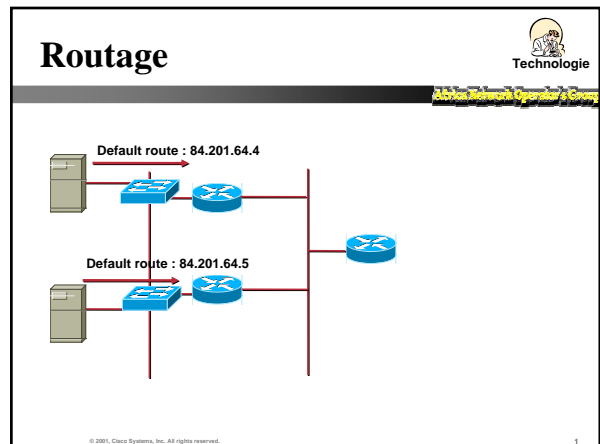 Routage
Technologie
Africa Network Operator's Group
Default route : 84.201.64.4
Default route : 84.201.64.5
© 2001, Cisco Systems, Inc. All rights reserved.
1